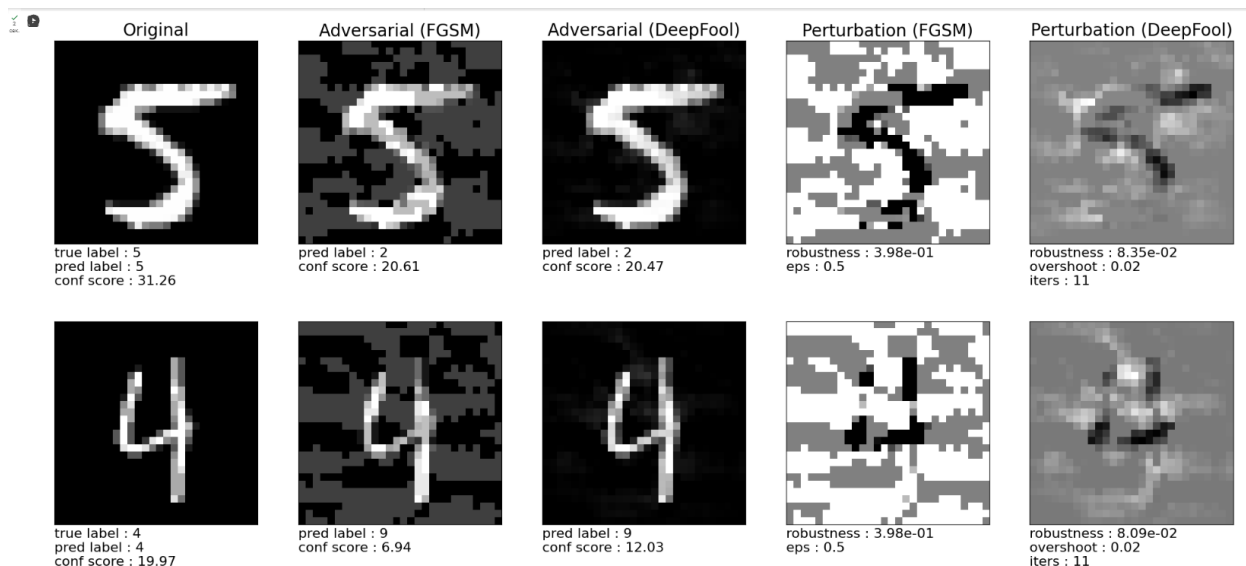 Original Adversarial (FGSM) Adversarial (DeepFool) Perturbation (FGSM) Perturbation (DeepFool)
true label : 5
pred label : 5
conf score : 31.26
pred label : 2
conf score : 20.61
pred label : 2
conf score : 20.47
robustness : 3.98e-01
eps : 0.5
robustness : 8.35e-02
overshoot : 0.02
iters : 11
true label : 4
pred label : 4
conf score : 19.97
pred label : 9
conf score : 6.94
pred label : 9
conf score : 12.03
robustness : 3.98e-01
eps : 0.5
robustness : 8.09e-02
overshoot : 0.02
iters : 11